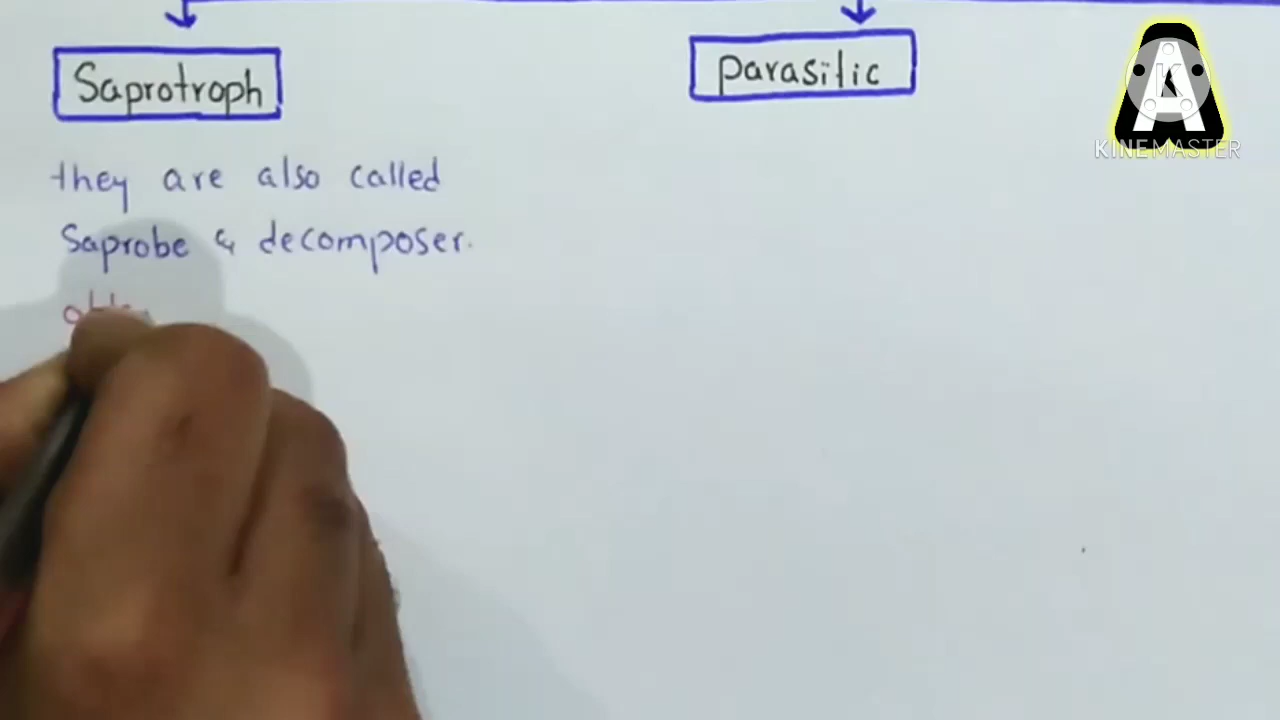 Saprotroph
parasitic
they are also called
Saprobe & decomposer.
KINEMASTER